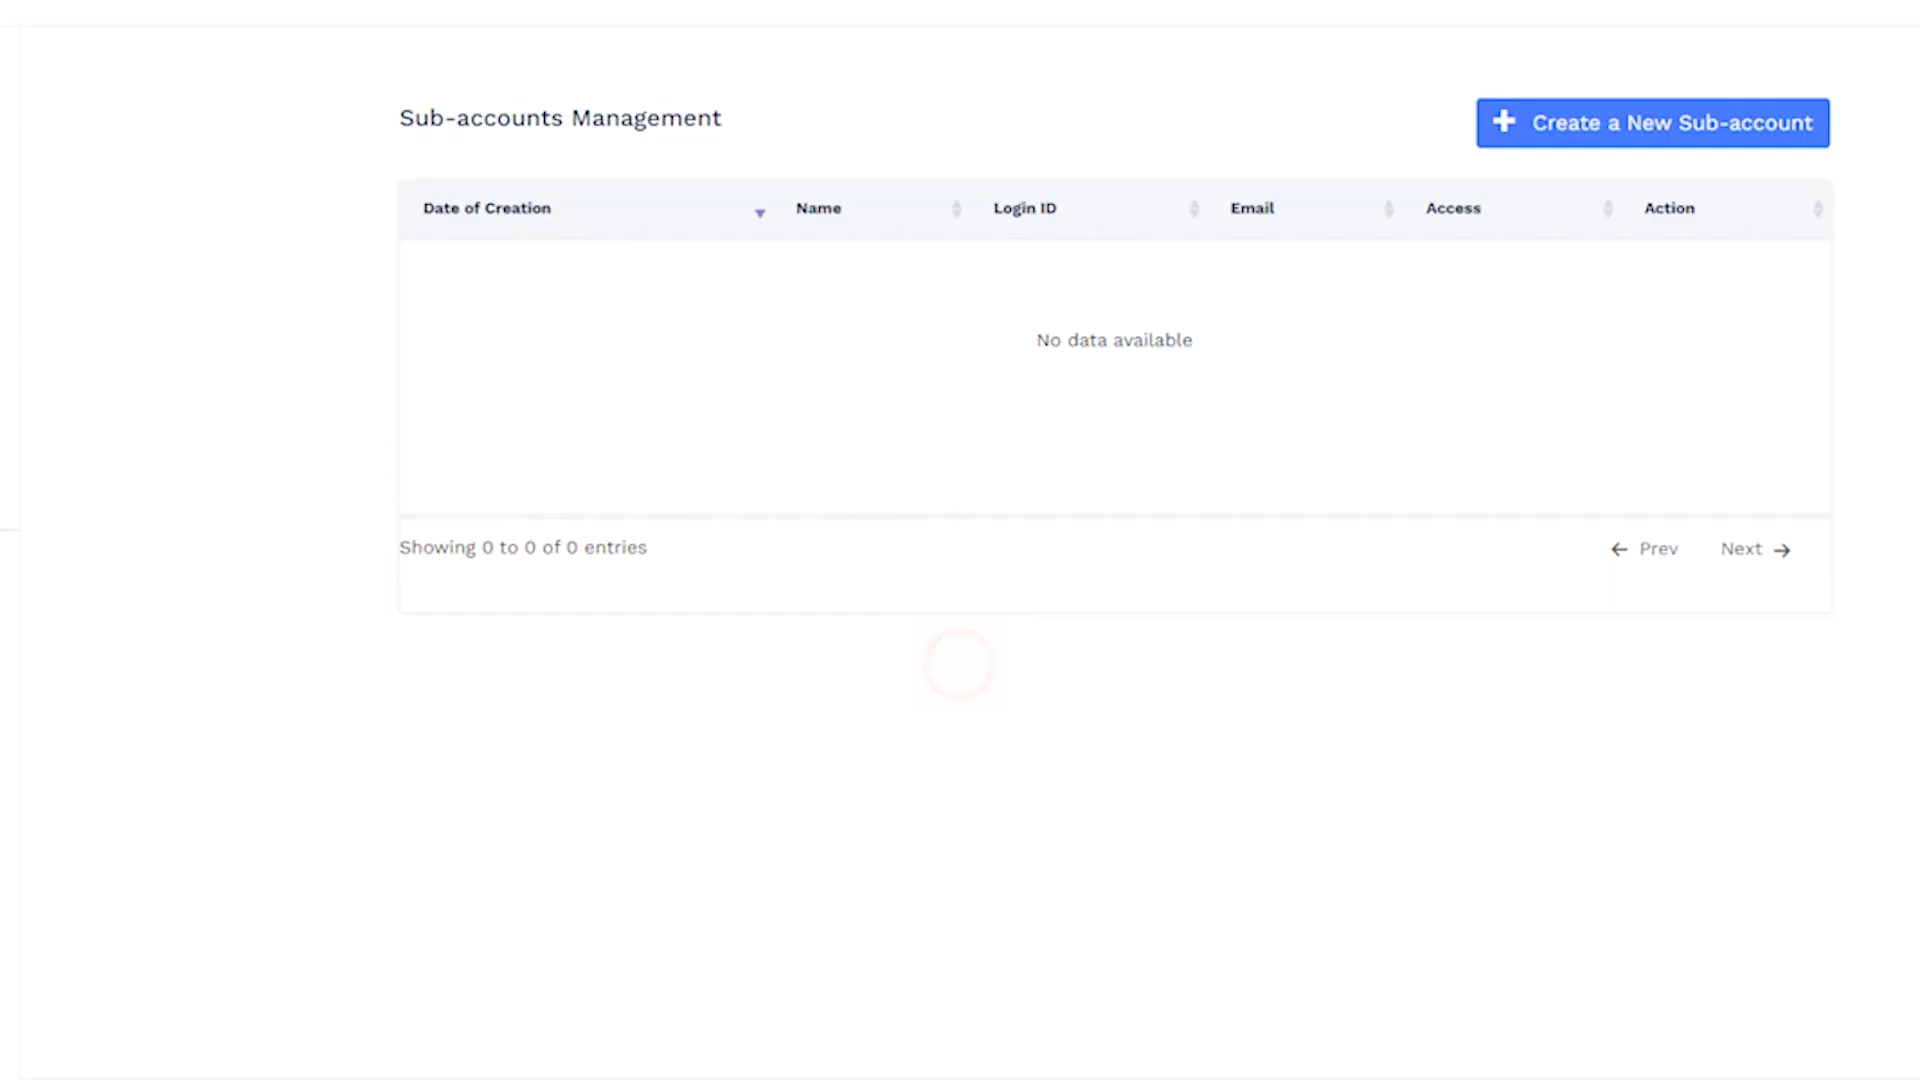 Sub-accounts Management
Create a New Sub-account
Date of Creation Name Login ID Email Access Action
No data available
Showing 0 to 0 of 0 entries
Prev Next